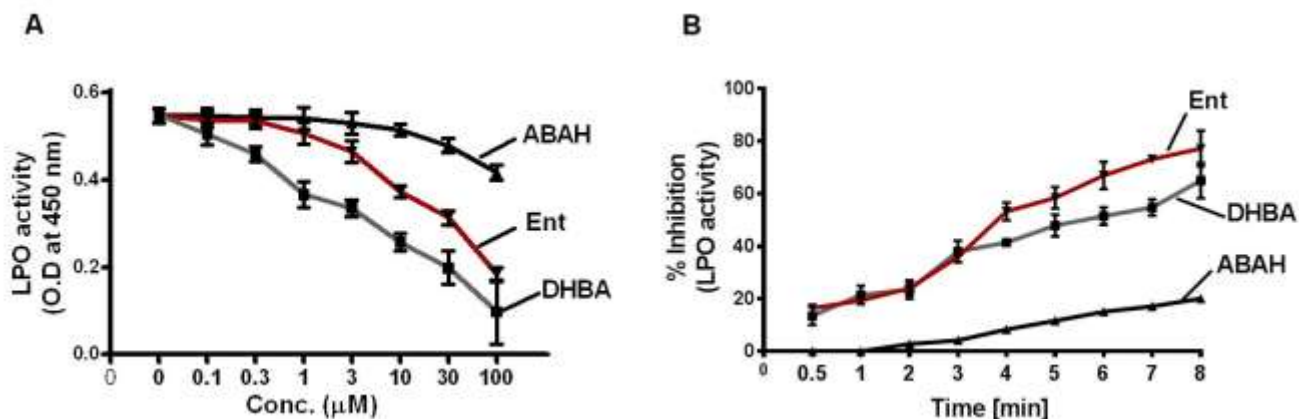 A
LPO activity
(O.D at 450 nm)
0.6
0.4
0.2
0.0
ABAH
Ent
DHBA
0 0 0.1 0.3 1 3 10 30 100
Conc. (μM)
B
% Inhibition
(LPO activity)
100
80
60
40
20
0
Ent
DHBA
ABAH
0 0.5 1 2 3 4 5 6 7 8
Time [min]